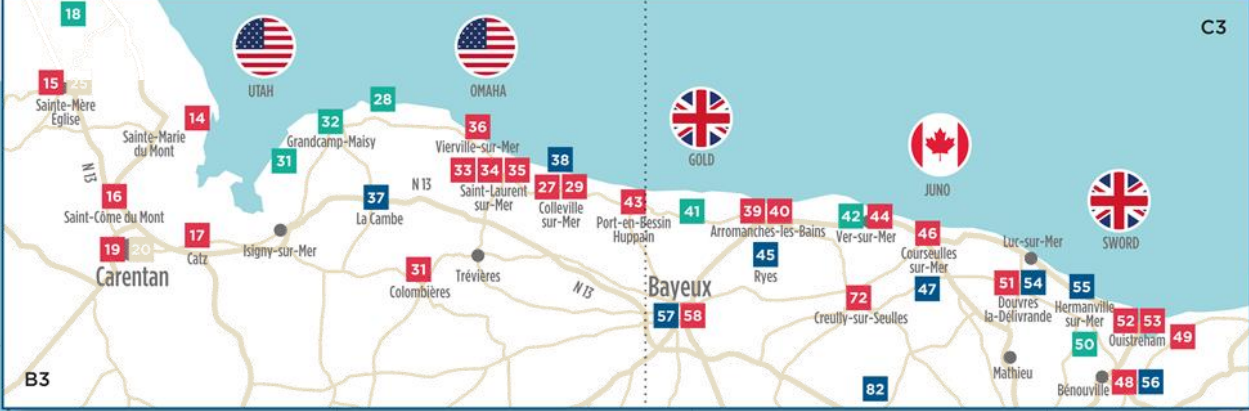 18
C3
15
25
Sainte-Mère
Église
UTAH
OMAHA
14
Sainte-Marie
du Mont
28
32
Grandcamp-Maisy
31
36
Vierville-sur-Mer
GOLD
JUNO
SWORD
N 13
16
Saint-Côme du Mont
37
La Cambe
N 13
33 34 35
Saint-Laurent
sur-Mer
38
27 29
Colleville
sur-Mer
43
Port-en-Bessin
Huppain
41
39 40
Arromanches-les-Bains
42 44
Ver-sur-Mer
46
Courseulles
sur-Mer
47
Luc-sur-Mer
19 20
Carentan
17
Catz
Isigny-sur-Mer
31
Colombières
Trévières
N 13
45
Ryes
Bayeux
57 58
72
Creully-sur-Seulles
51 54
Douvres
la-Délivrande
55
Hermanville
sur-Mer
52 53
Ouistreham
49
50
Mathieu
Bénouville
48 56
82
B3